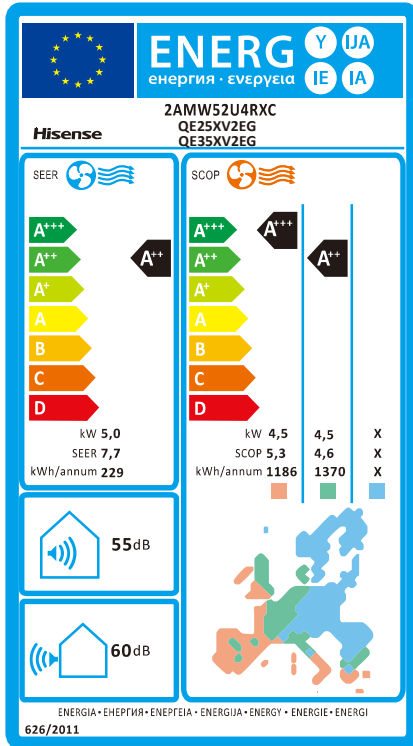 ENERG Y IJA
енергия · ενεργεια IE IA
2AMW52U4RXC
Hisense QE25XV2EG
QE35XV2EG
SEER
SCOP
A+++ A+++ A+++
A++ A++ A++ A++
A+ A+
A A
B B
C C
D D
kW 5,0
SEER 7,7
kWh/annum 229
kW 4,5 4,5 X
SCOP 5,3 4,6 X
kWh/annum 1186 1370 X
55dB
60dB
ENERGIA • ЕНЕРГИЯ • ΕΝΕΡΓΕΙΑ • ENERGIJA • ENERGY • ENERGIE • ENERGI
626/2011